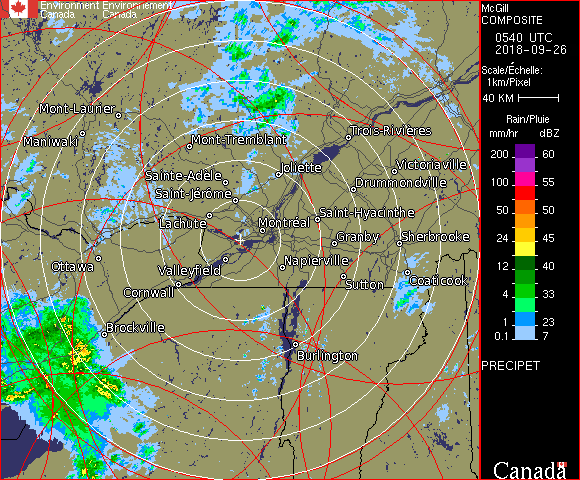 Environment Environnement
Canada Canada
McGill
COMPOSITE
0540 UTC
2018-09-26
Scale/Échelle:
1km/Pixel
40 KM
Rain/Pluie
mm/hr dBZ
200 60
100 55
50 50
24 45
12 40
4 33
1 23
0.1 7
PRECIPET
Canada
Mont-Laurier
Maniwaki
Mont-Tremblant
Trois-Rivières
Joliette
Victoriaville
Sainte-Adèle
Drummondville
Saint-Jérôme
Saint-Hyacinthe
Lachute
Montréal
Granby
Sherbrooke
Ottawa
Valleyfield
Napierville
Cornwall
Sutton
Coaticook
Brockville
Burlington